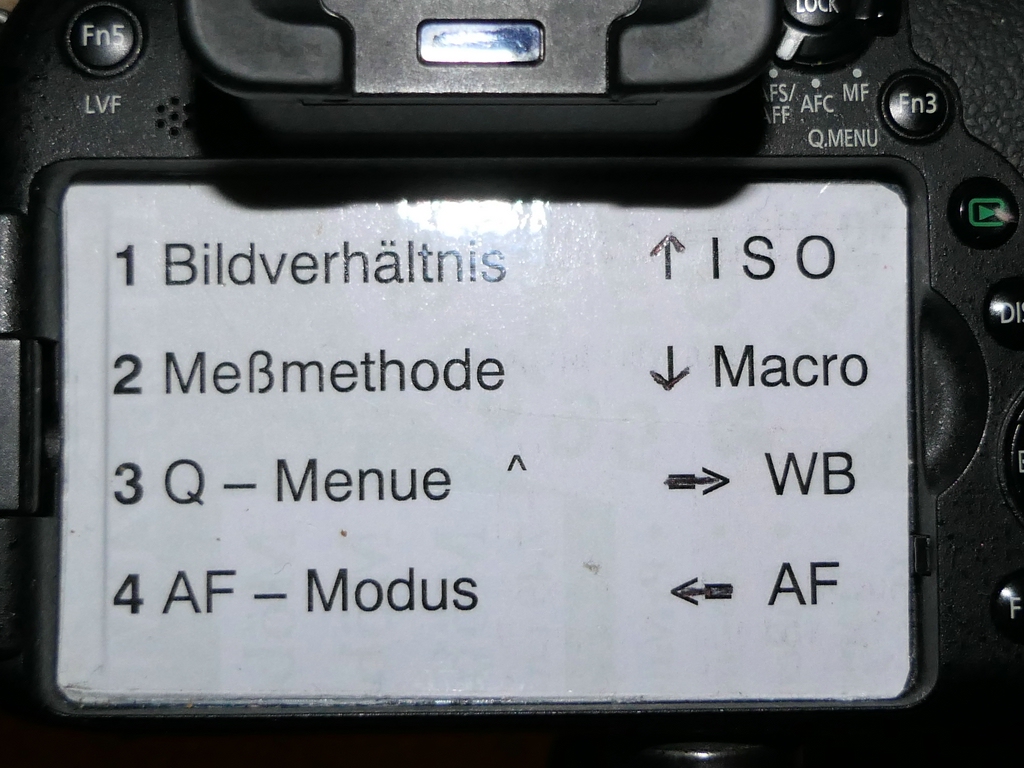 Fn5
LOCK
LVF
AFS/ AFC MF
AFF
Fn3
Q.MENU
1 Bildverhältnis ↑ I S O
2 Meßmethode ↓ Macro
3 Q – Menue ^ ⇒ WB
4 AF – Modus ⇐ AF